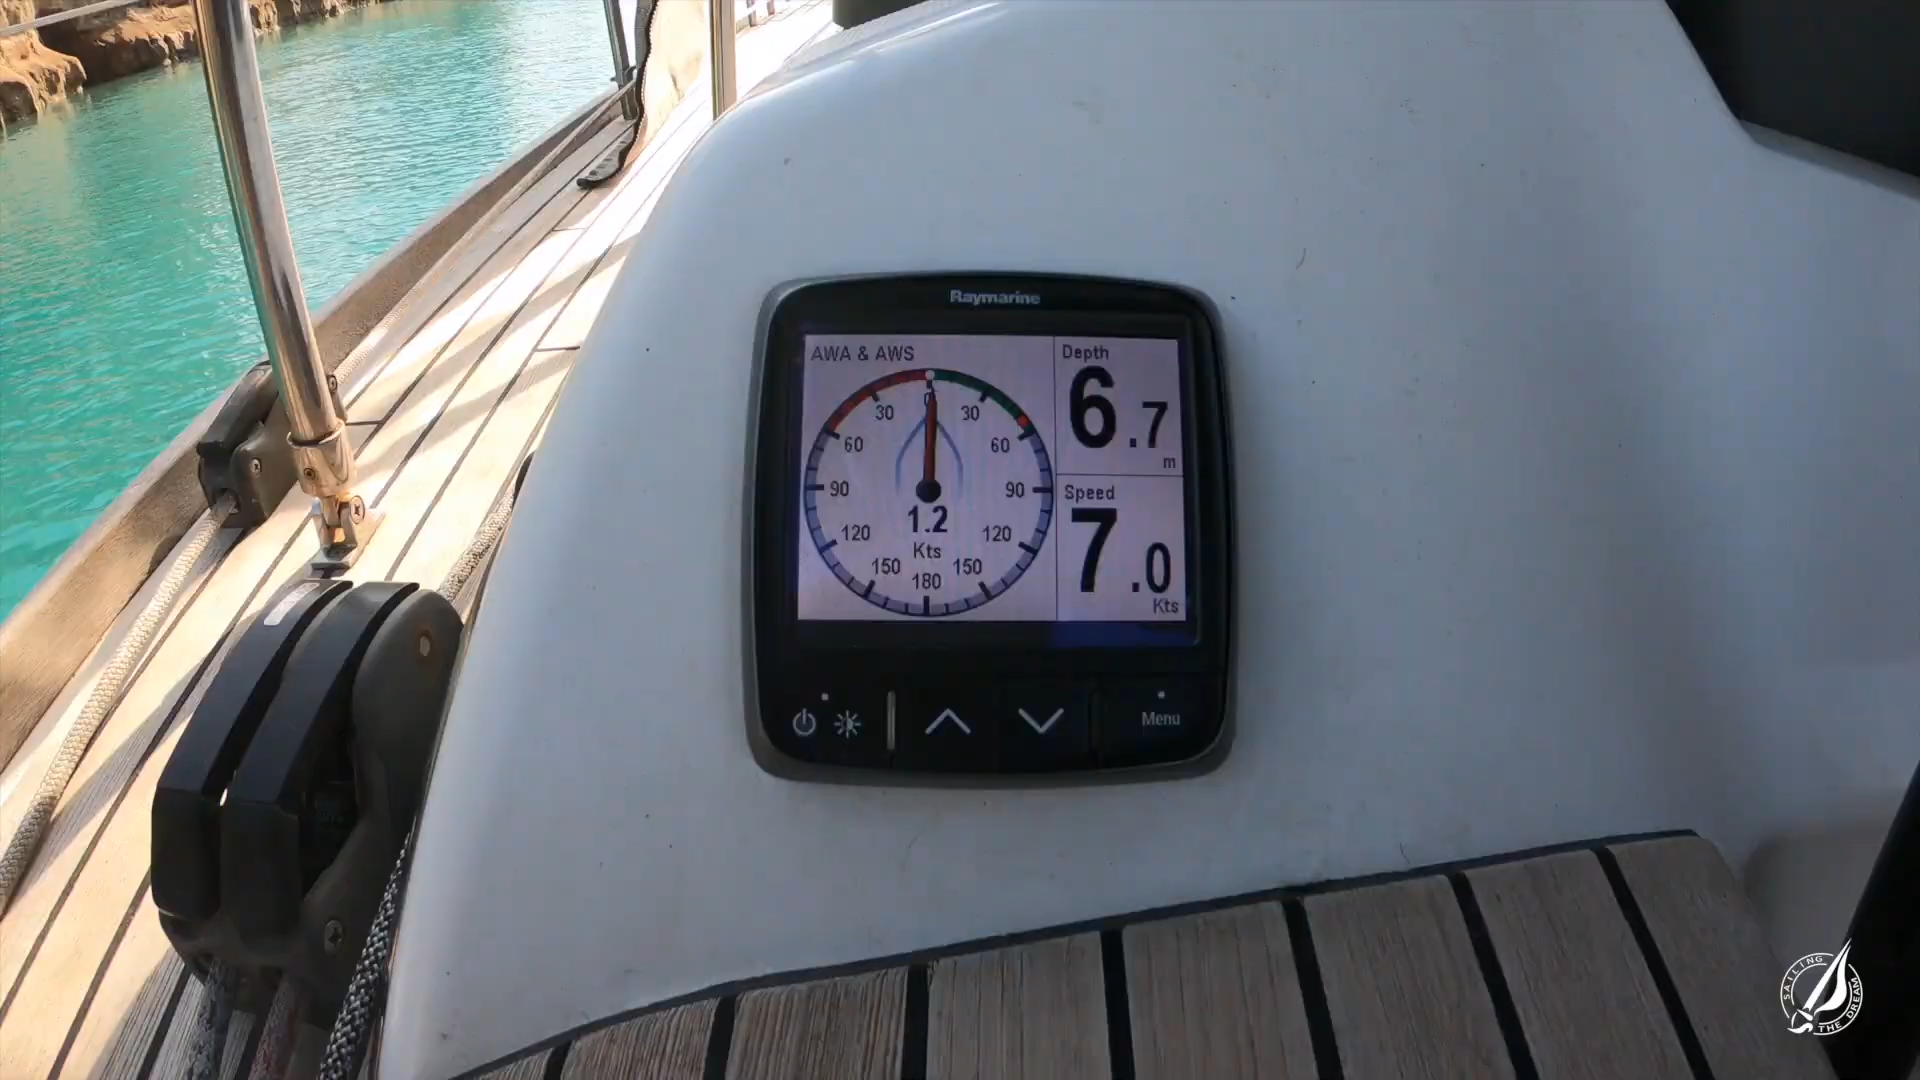 Raymarine
AWA & AWS
0
30 30
60 60
90 90
120 120
150 150
180
1.2
Kts
Depth
6.7
m
Speed
7.0
Kts
Menu
SAILING
THE DREAM